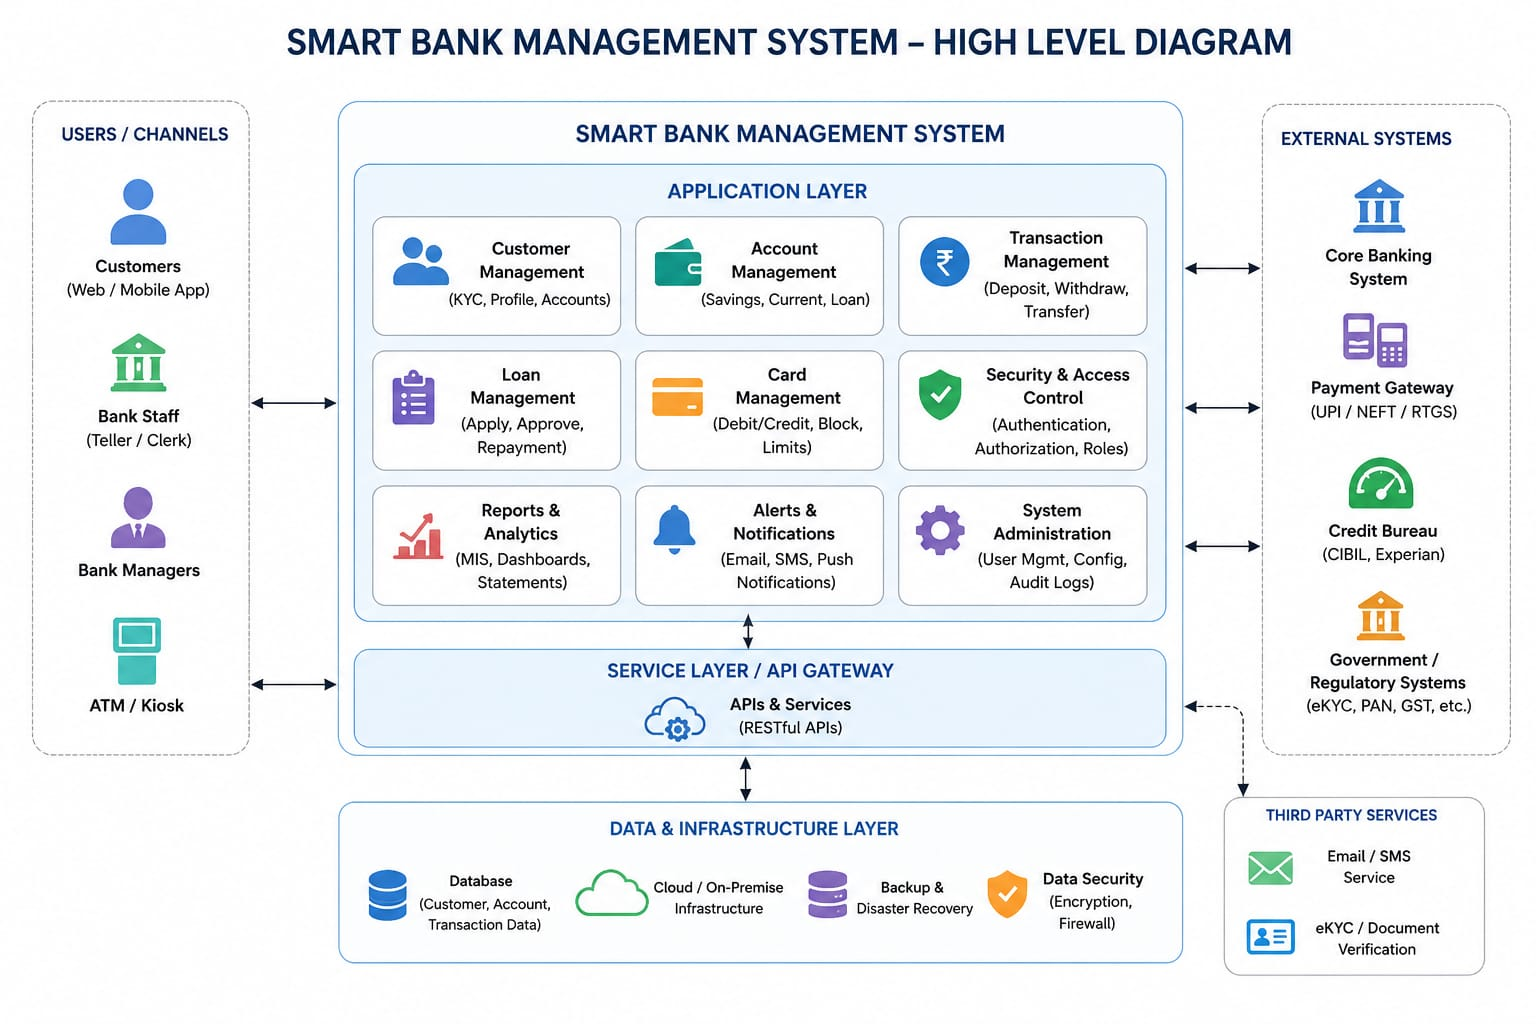 SMART BANK MANAGEMENT SYSTEM – HIGH LEVEL DIAGRAM
USERS / CHANNELS
Customers
(Web / Mobile App)
Bank Staff
(Teller / Clerk)
Bank Managers
ATM / Kiosk
SMART BANK MANAGEMENT SYSTEM
APPLICATION LAYER
Customer
Management
(KYC, Profile, Accounts)
Account
Management
(Savings, Current, Loan)
₹
Transaction
Management
(Deposit, Withdraw,
Transfer)
Loan
Management
(Apply, Approve,
Repayment)
Card
Management
(Debit/Credit, Block,
Limits)
Security & Access
Control
(Authentication,
Authorization, Roles)
Reports &
Analytics
(MIS, Dashboards,
Statements)
Alerts &
Notifications
(Email, SMS, Push
Notifications)
System
Administration
(User Mgmt, Config,
Audit Logs)
SERVICE LAYER / API GATEWAY
APIs & Services
(RESTful APIs)
DATA & INFRASTRUCTURE LAYER
Database
(Customer, Account,
Transaction Data)
Cloud / On-Premise
Infrastructure
Backup &
Disaster Recovery
Data Security
(Encryption,
Firewall)
EXTERNAL SYSTEMS
Core Banking
System
Payment Gateway
(UPI / NEFT / RTGS)
Credit Bureau
(CIBIL, Experian)
Government /
Regulatory Systems
(eKYC, PAN, GST, etc.)
THIRD PARTY SERVICES
Email / SMS
Service
eKYC / Document
Verification